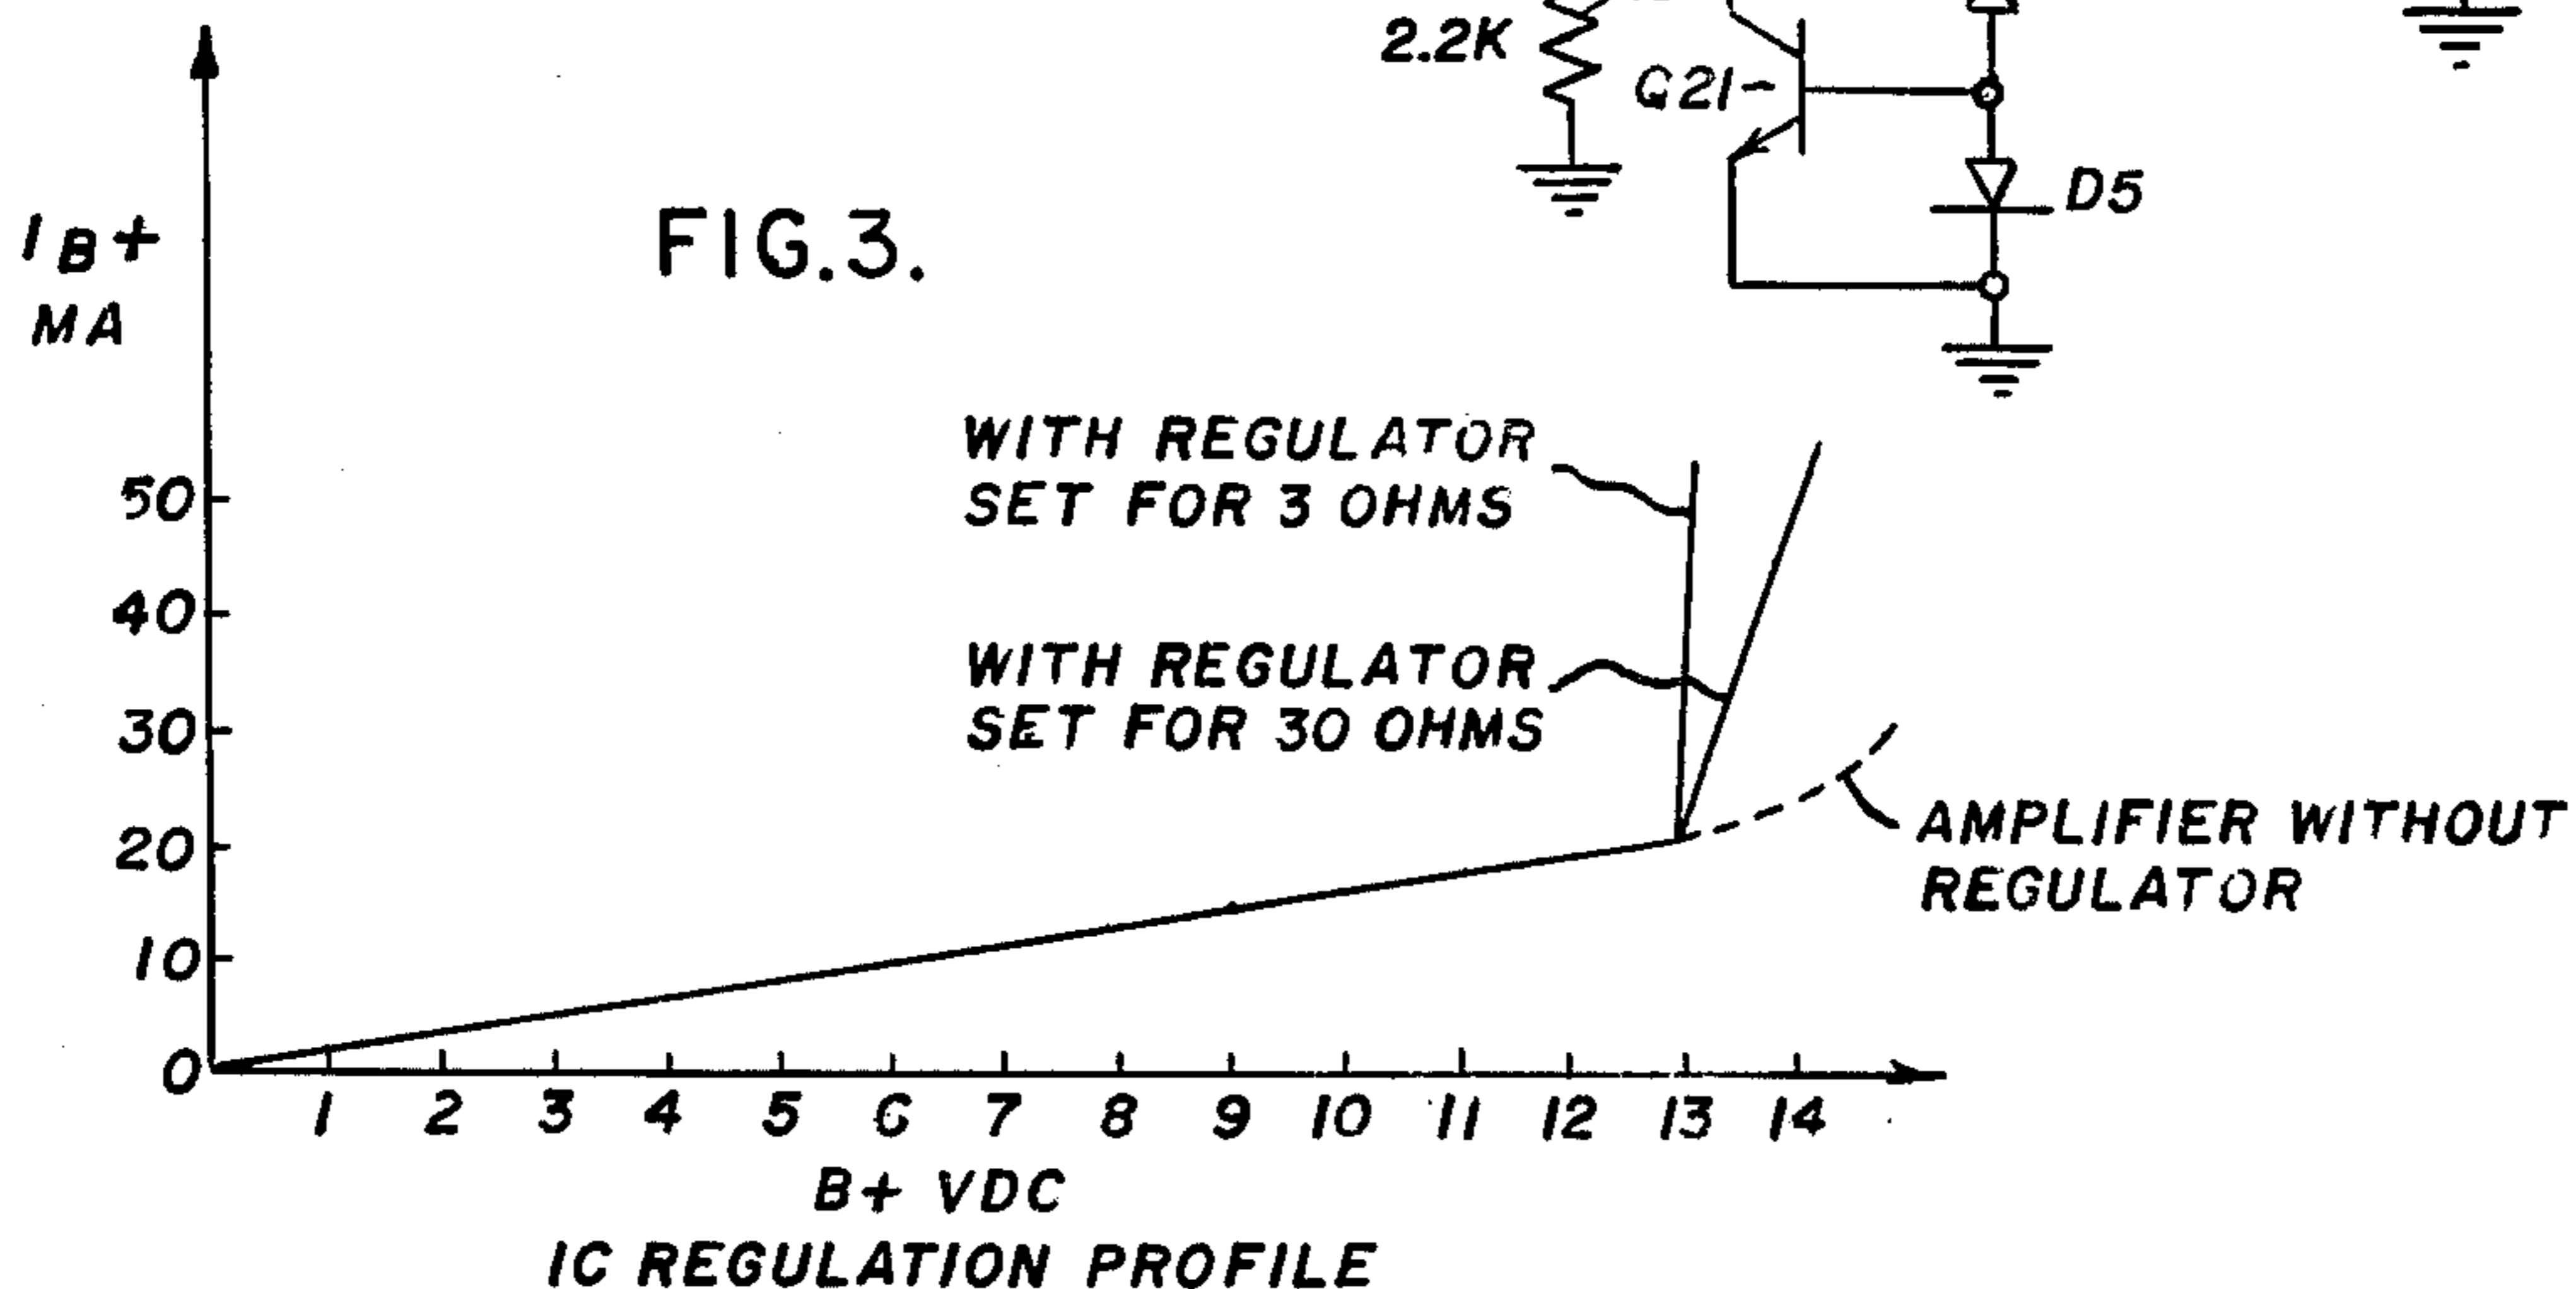 2.2K
Q21
D5
IB+
MA
FIG.3.
WITH REGULATOR
SET FOR 3 OHMS
WITH REGULATOR
SET FOR 30 OHMS
AMPLIFIER WITHOUT
REGULATOR
50
40
30
20
10
0
1 2 3 4 5 6 7 8 9 10 11 12 13 14
B+ VDC
IC REGULATION PROFILE